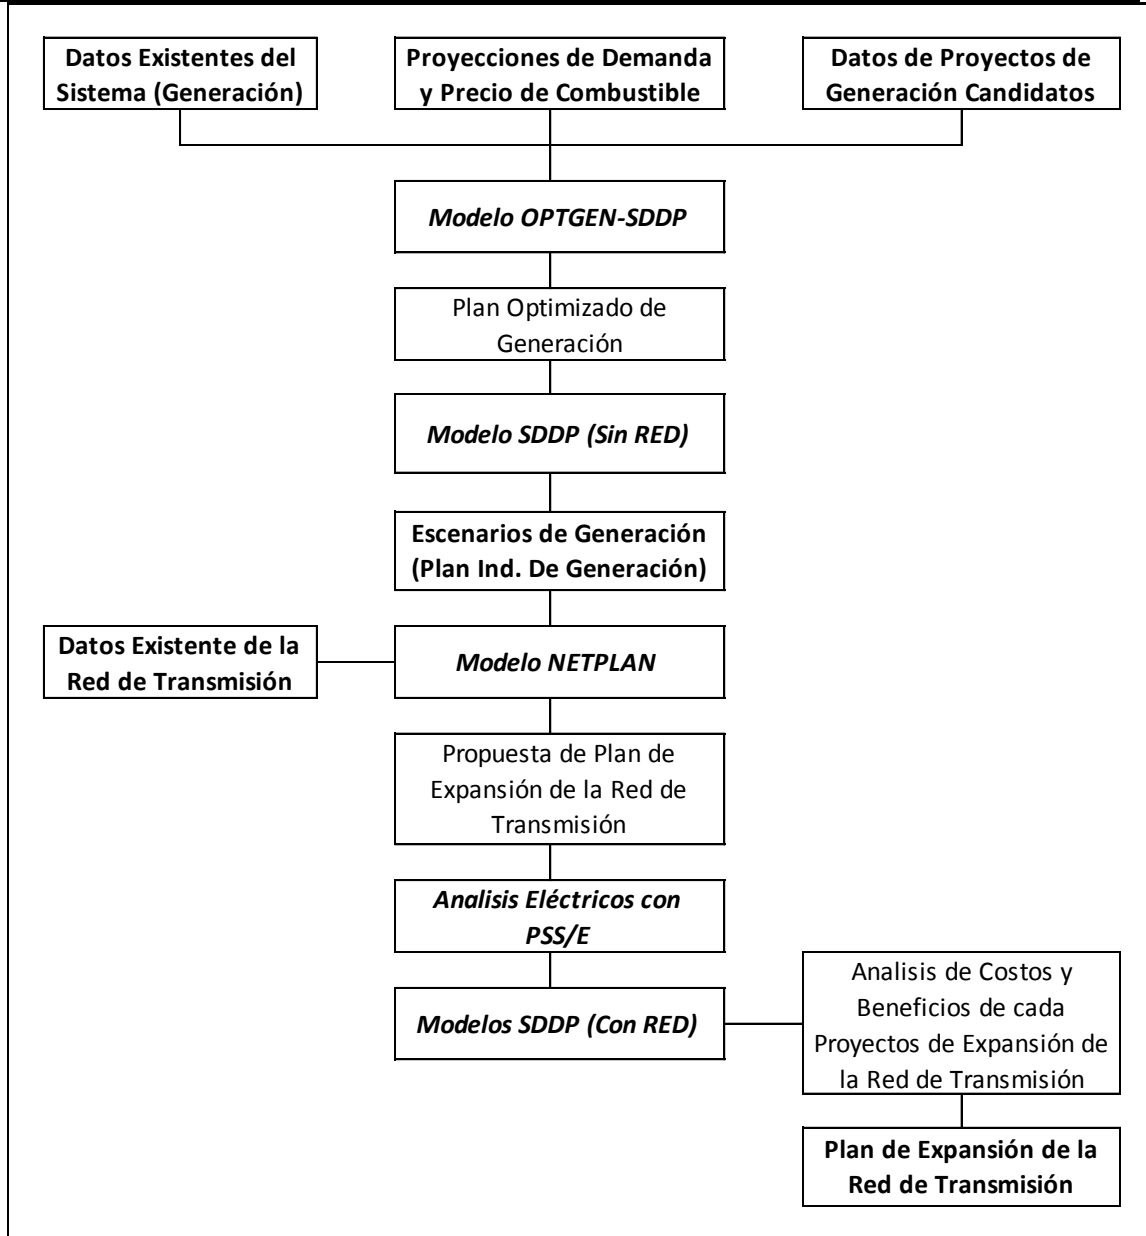 Datos Existentes del
Sistema (Generación)
Proyecciones de Demanda
y Precio de Combustible
Datos de Proyectos de
Generación Candidatos
Modelo OPTGEN-SDDP
Plan Optimizado de
Generación
Modelo SDDP (Sin RED)
Escenarios de Generación
(Plan Ind. De Generación)
Datos Existente de la
Red de Transmisión
Modelo NETPLAN
Propuesta de Plan de
Expansión de la Red de
Transmisión
Analisis Eléctricos con
PSS/E
Modelos SDDP (Con RED)
Analisis de Costos y
Beneficios de cada
Proyectos de Expansión de
la Red de Transmisión
Plan de Expansión de la
Red de Transmisión